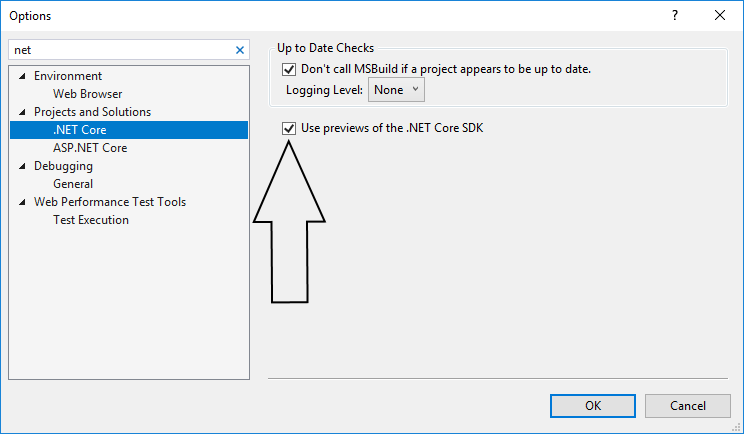 Options
net
Environment
Web Browser
Projects and Solutions
.NET Core
ASP.NET Core
Debugging
General
Web Performance Test Tools
Test Execution
Up to Date Checks
Don't call MSBuild if a project appears to be up to date.
Logging Level: None
Use previews of the .NET Core SDK
OK Cancel